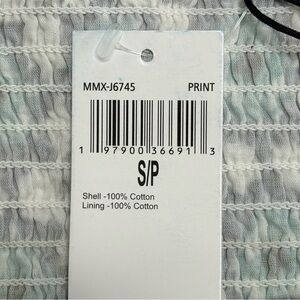 MMX-J6745 PRINT
1 97900 36691 3
S/P
Shell -100% Cotton
Lining -100% Cotton